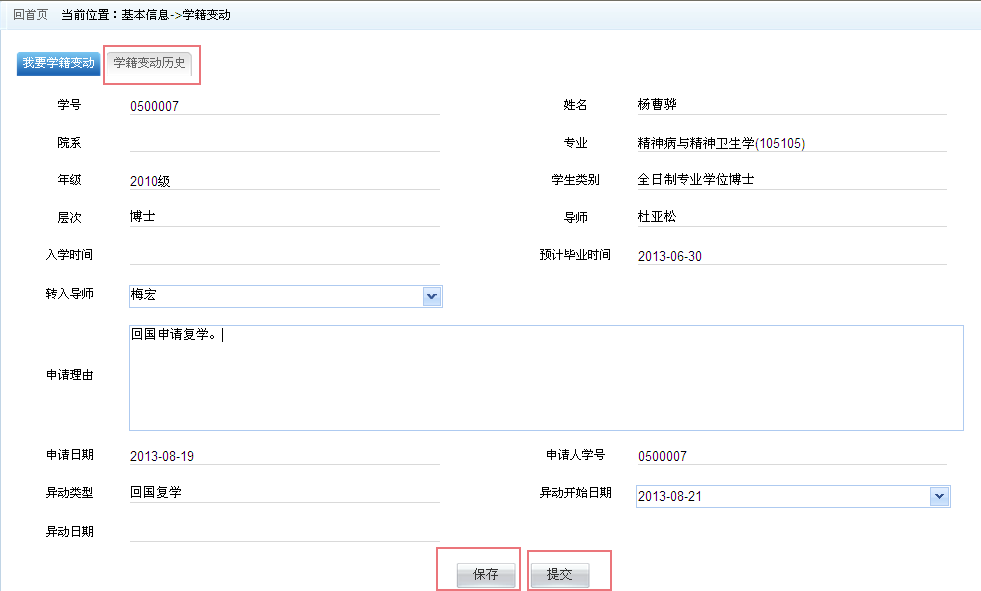 回首页 当前位置：基本信息->学籍变动
我要学籍变动 学籍变动历史
学号 0500007 姓名 杨曹骅
院系 专业 精神病与精神卫生学(105105)
年级 2010级 学生类别 全日制专业学位博士
层次 博士 导师 杜亚松
入学时间 预计毕业时间 2013-06-30
转入导师 梅宏
回国申请复学。
申请理由
申请日期 2013-08-19 申请人学号 0500007
异动类型 回国复学 异动开始日期 2013-08-21
异动日期
保存 提交